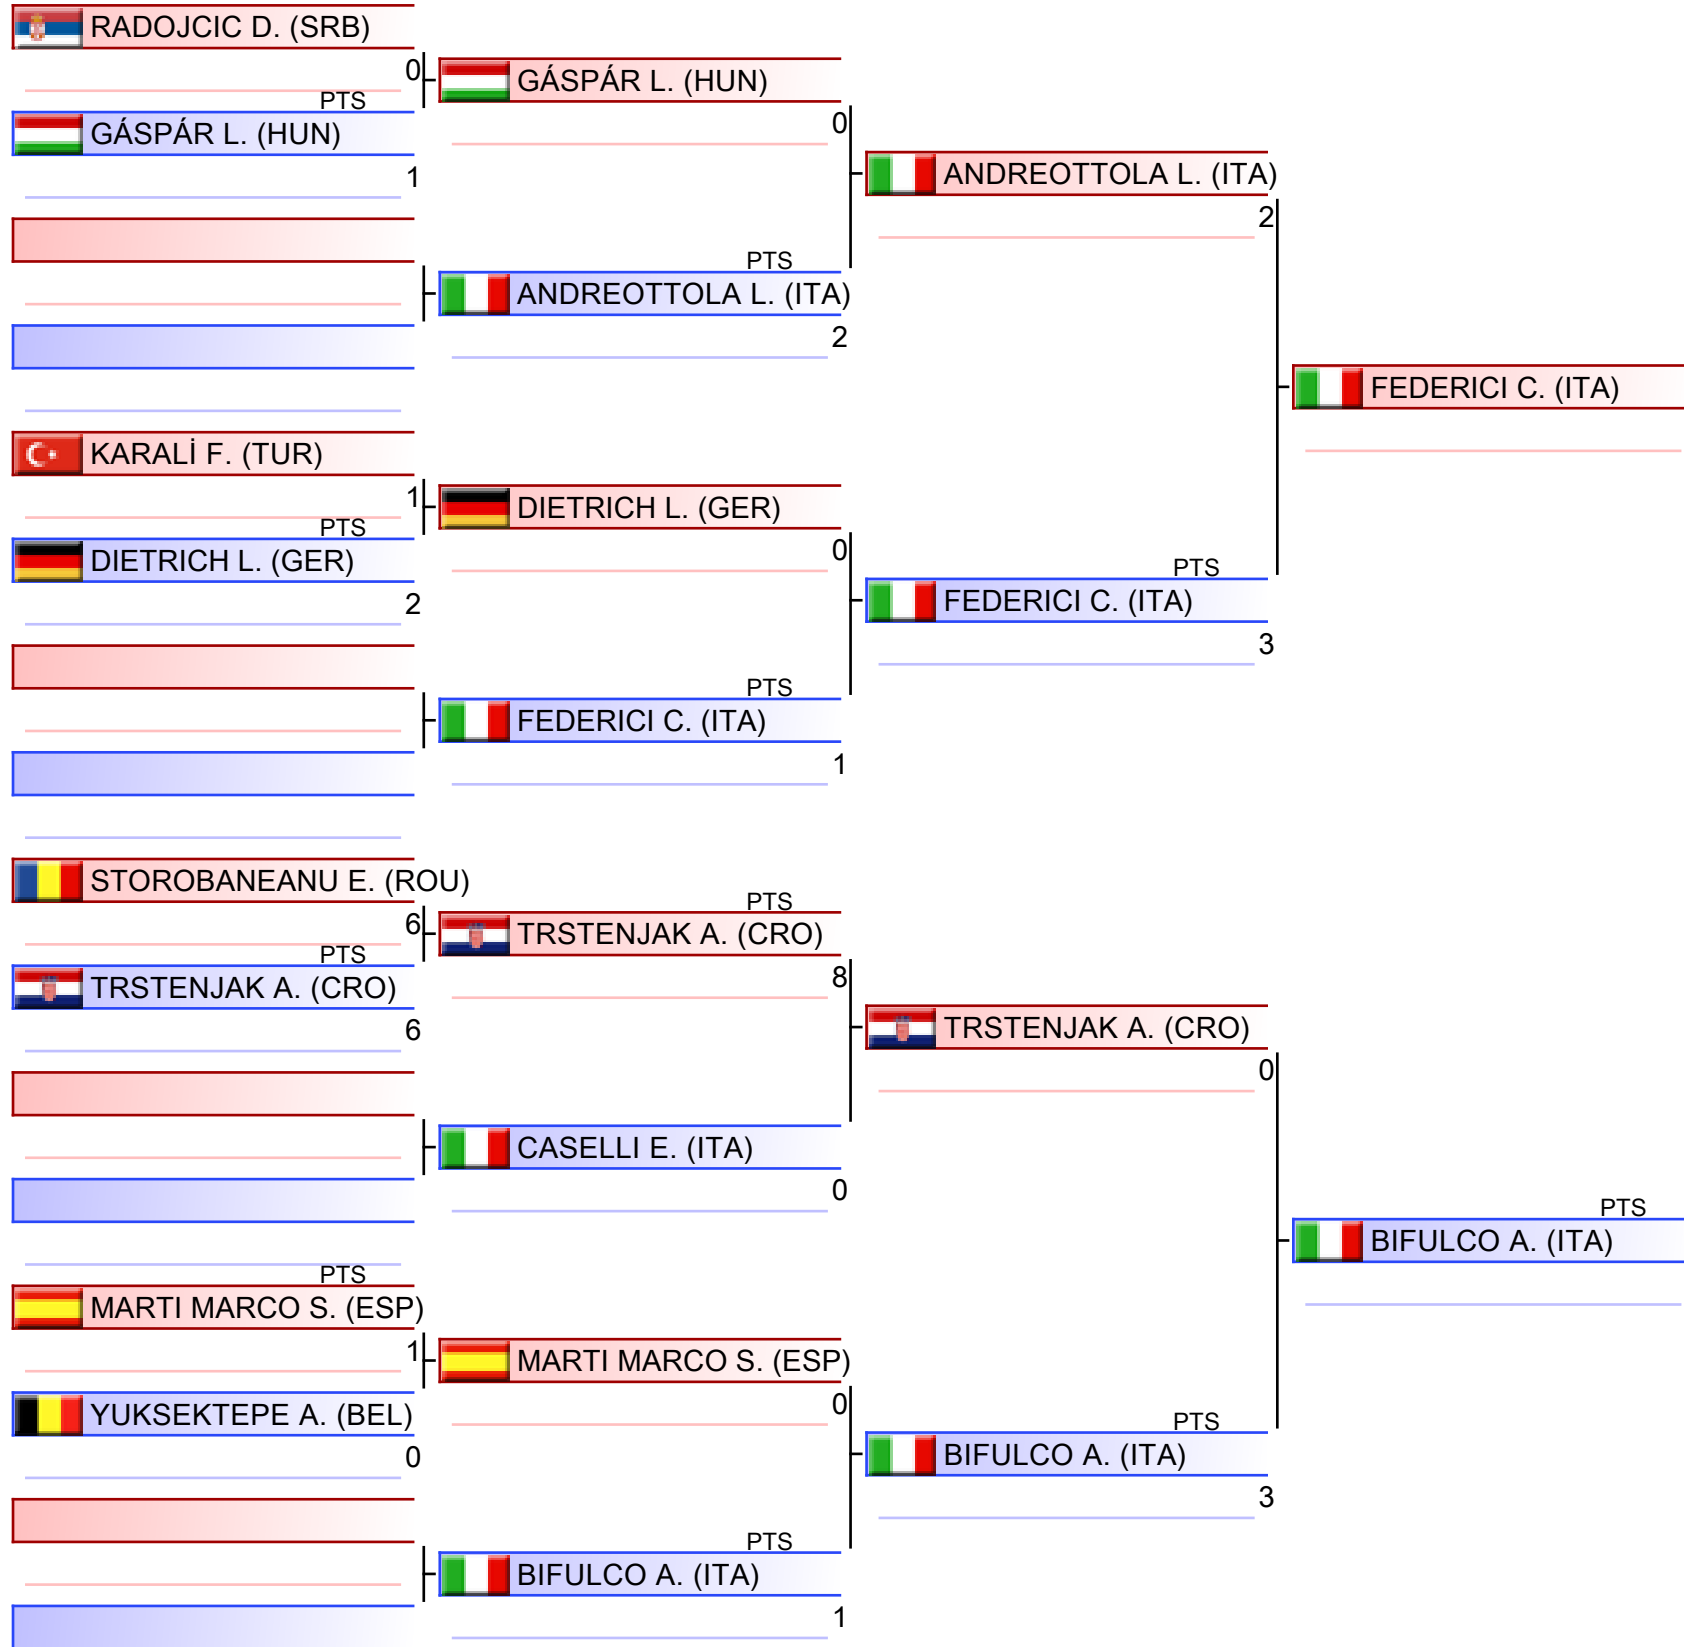 RADOJCIC D. (SRB)
0
PTS
GÁSPÁR L. (HUN)
1
KARALİ F. (TUR)
1
PTS
DIETRICH L. (GER)
2
STOROBANEANU E. (ROU)
6
PTS
TRSTENJAK A. (CRO)
6
PTS
MARTI MARCO S. (ESP)
1
YUKSEKTEPE A. (BEL)
0
GÁSPÁR L. (HUN)
0
PTS
ANDREOTTOLA L. (ITA)
2
DIETRICH L. (GER)
0
PTS
FEDERICI C. (ITA)
1
PTS
TRSTENJAK A. (CRO)
8
CASELLI E. (ITA)
0
MARTI MARCO S. (ESP)
0
PTS
BIFULCO A. (ITA)
1
ANDREOTTOLA L. (ITA)
2
PTS
FEDERICI C. (ITA)
3
TRSTENJAK A. (CRO)
0
PTS
BIFULCO A. (ITA)
3
FEDERICI C. (ITA)
PTS
BIFULCO A. (ITA)